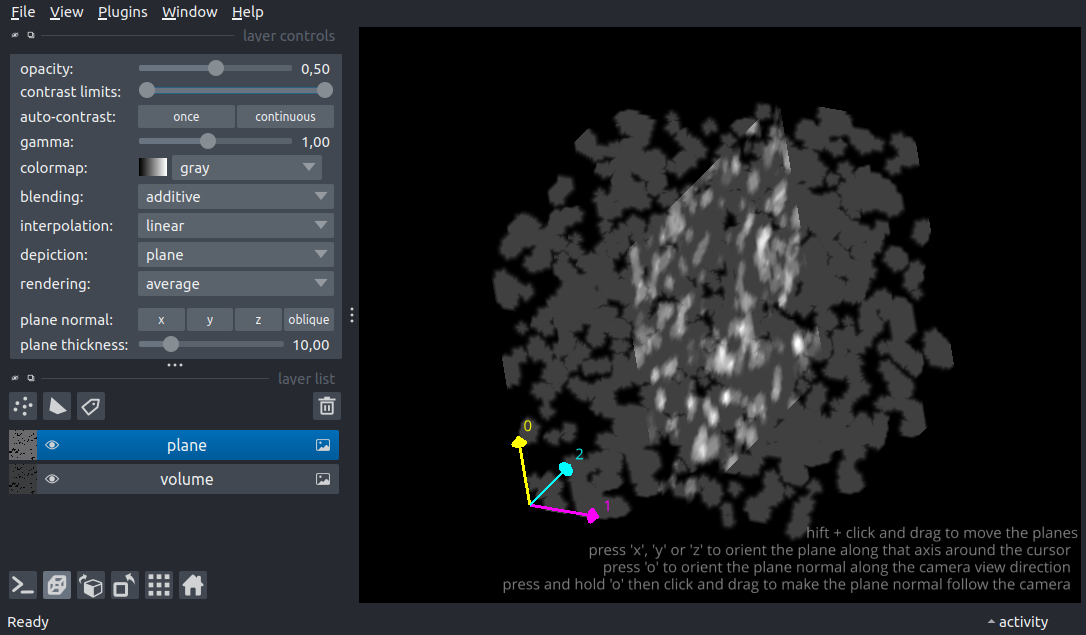 File View Plugins Window Help
layer controls
opacity: 0,50
contrast limits:
auto-contrast: once continuous
gamma: 1,00
colormap: gray
blending: additive
interpolation: linear
depiction: plane
rendering: average
plane normal: x y z oblique
plane thickness: 10,00
layer list
plane
volume
0
2
1
hift + click and drag to move the planes
press 'x', 'y' or 'z' to orient the plane along that axis around the cursor
press 'o' to orient the plane normal along the camera view direction
press and hold 'o' then click and drag to make the plane normal follow the camera
Ready
activity